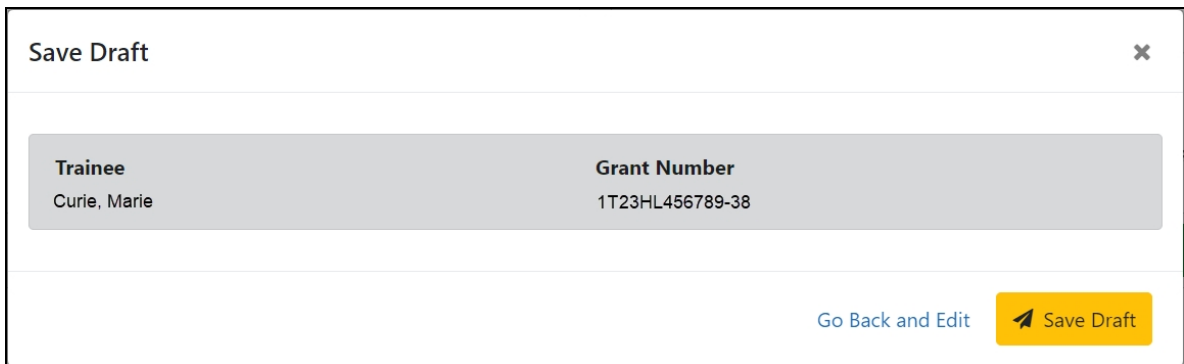 Save Draft
Trainee
Grant Number
Curie, Marie
1T23HL456789-38
Go Back and Edit
Save Draft